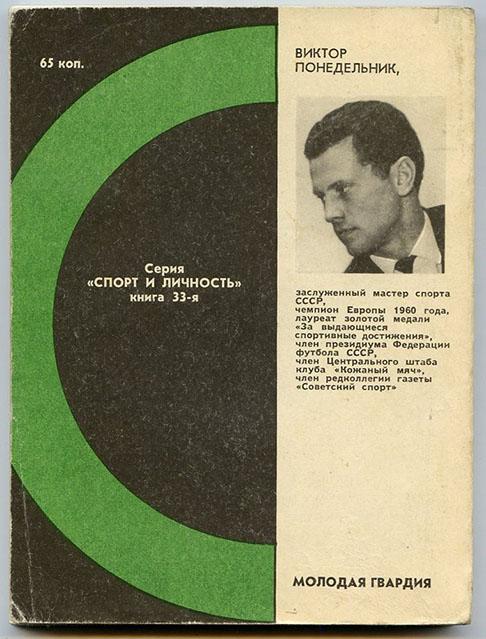 65 коп.
Серия
«СПОРТ И ЛИЧНОСТЬ»
книга 33-я
ВИКТОР
ПОНЕДЕЛЬНИК,
заслуженный мастер спорта
СССР,
чемпион Европы 1960 года,
лауреат золотой медали
«За выдающиеся
спортивные достижения»,
член президиума Федерации
футбола СССР,
член Центрального штаба
клуба «Кожаный мяч»,
член редколлегии газеты
«Советский спорт»
МОЛОДАЯ ГВАРДИЯ